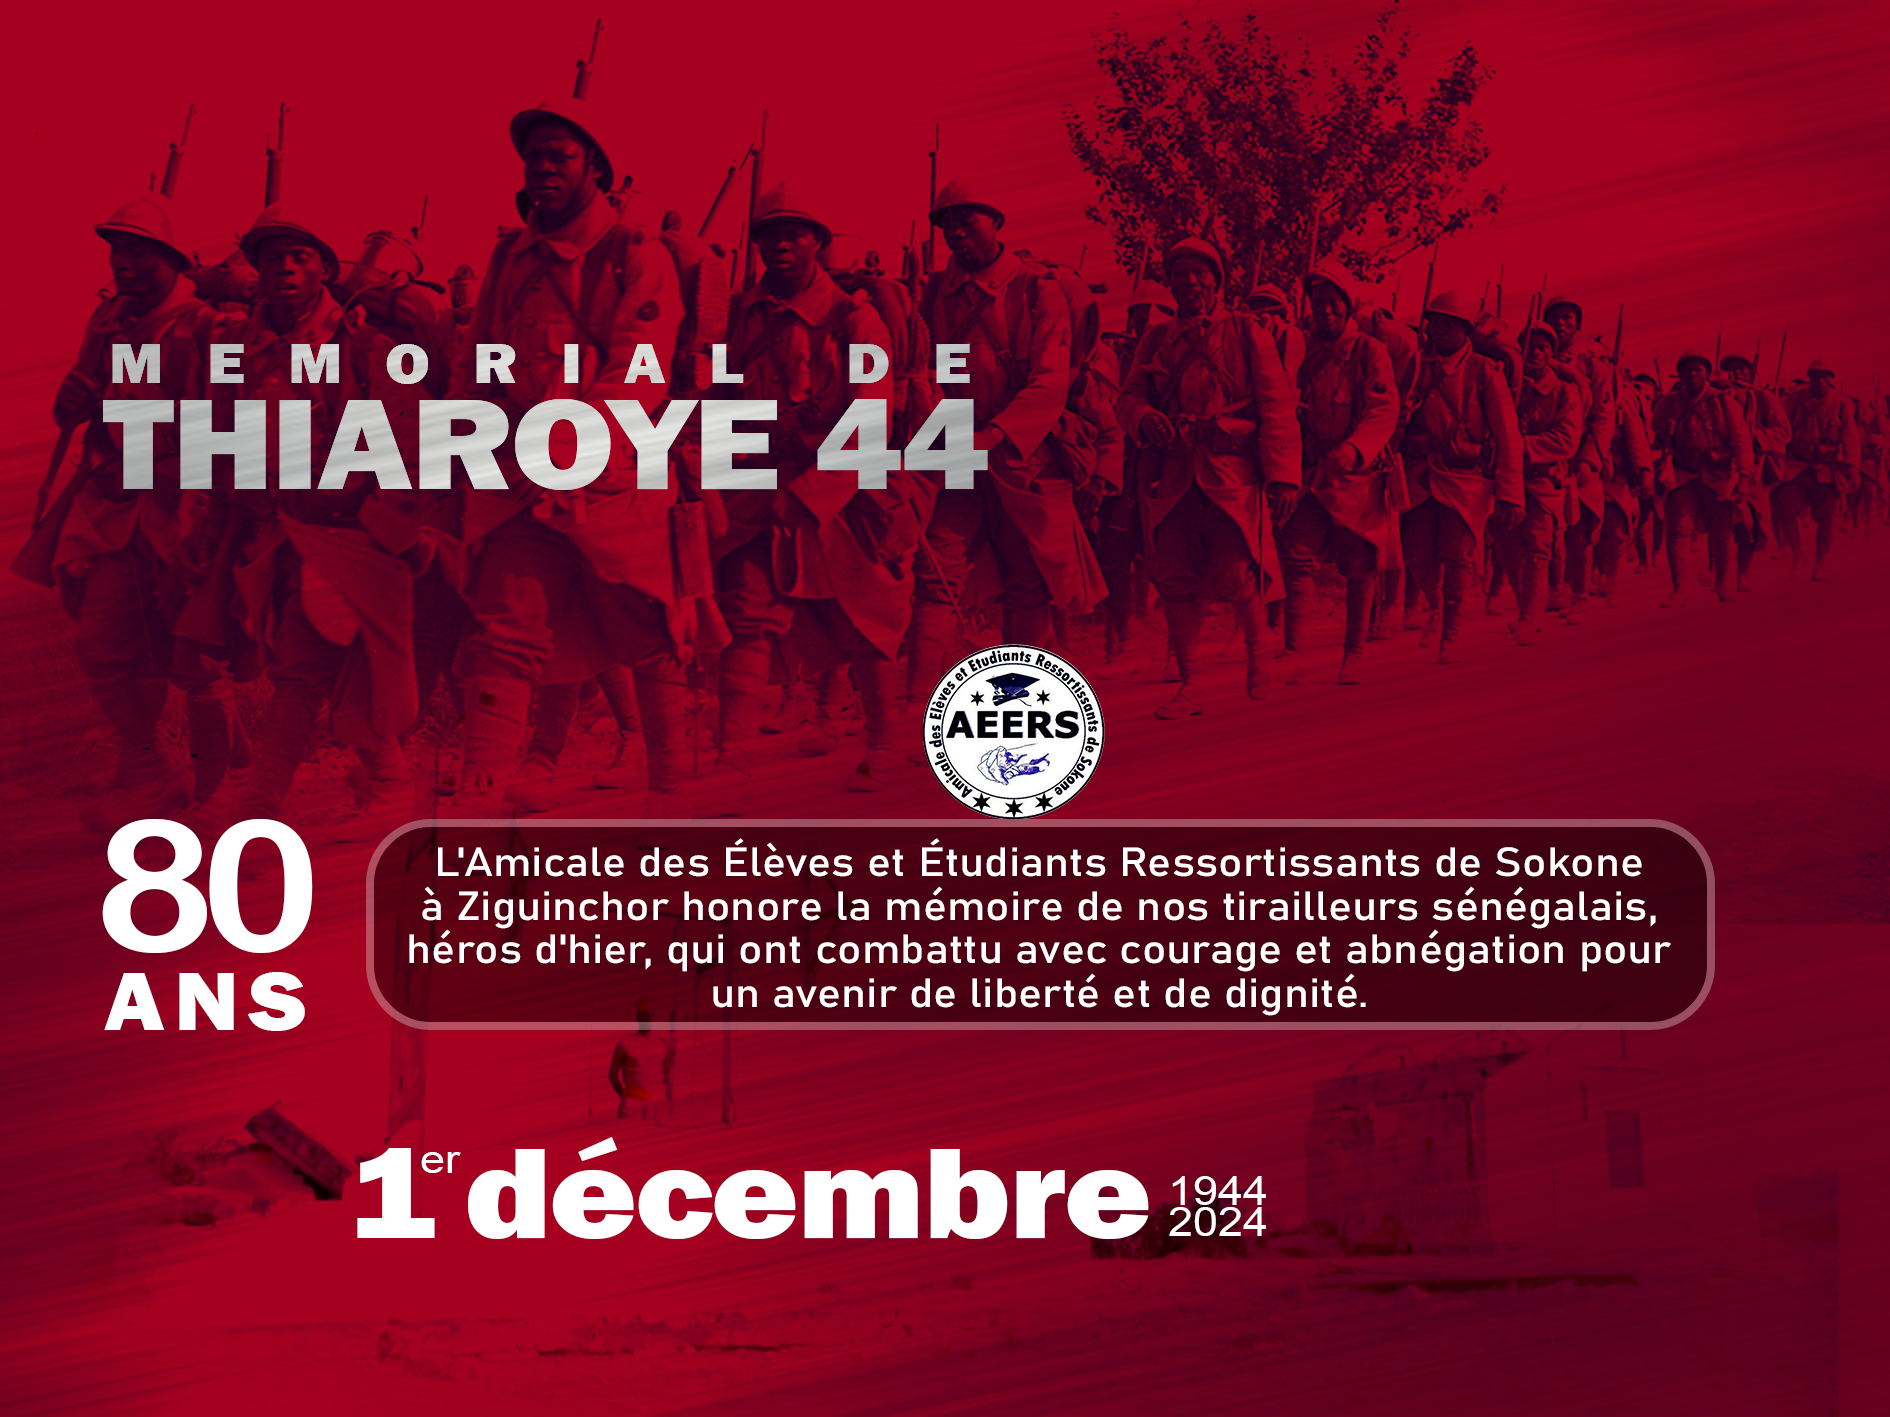 MEMORIAL DE
THIAROYE 44
Amicale des Elèves et Etudiants Ressortissants de Sokone
AEERS
80
ANS
L'Amicale des Élèves et Étudiants Ressortissants de Sokone
à Ziguinchor honore la mémoire de nos tirailleurs sénégalais,
héros d'hier, qui ont combattu avec courage et abnégation pour
un avenir de liberté et de dignité.
1er décembre 1944
2024